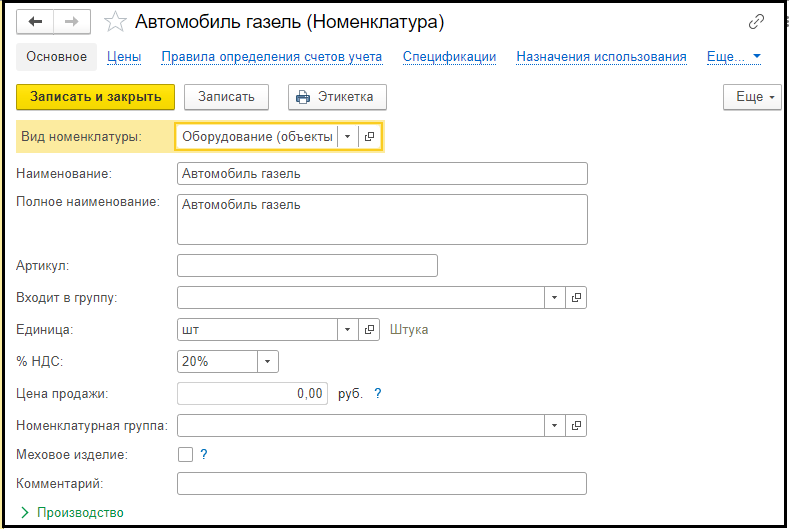 Автомобиль газель (Номенклатура)
Основное Цены Правила определения счетов учета Спецификации Назначения использования Еще...
Записать и закрыть Записать Этикетка Еще
Вид номенклатуры: Оборудование (объекты
Наименование: Автомобиль газель
Полное наименование: Автомобиль газель
Артикул:
Входит в группу:
Единица: шт Штука
% НДС: 20%
Цена продажи: 0,00 руб. ?
Номенклатурная группа:
Меховое изделие: ?
Комментарий:
Производство